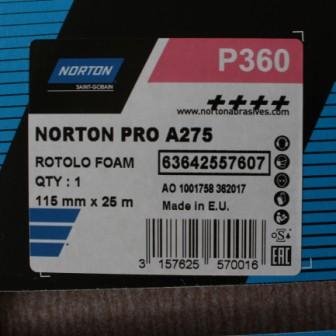 NORTON
SAINT-GOBAIN
P360
++++
www.nortonabrasives.com
NORTON PRO A275
ROTOLO FOAM
63642557607
QTY : 1
115 mm x 25 m
AO 1001758 362017
Made in E.U.
3 157625 570016
oSa
EAC